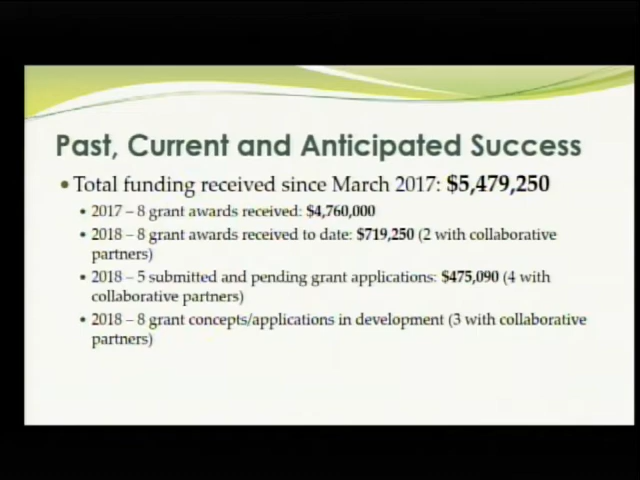 Past, Current and Anticipated Success
• Total funding received since March 2017: $5,479,250
• 2017 – 8 grant awards received: $4,760,000
• 2018 – 8 grant awards received to date: $719,250 (2 with collaborative
partners)
• 2018 – 5 submitted and pending grant applications: $475,090 (4 with
collaborative partners)
• 2018 – 8 grant concepts/applications in development (3 with collaborative
partners)